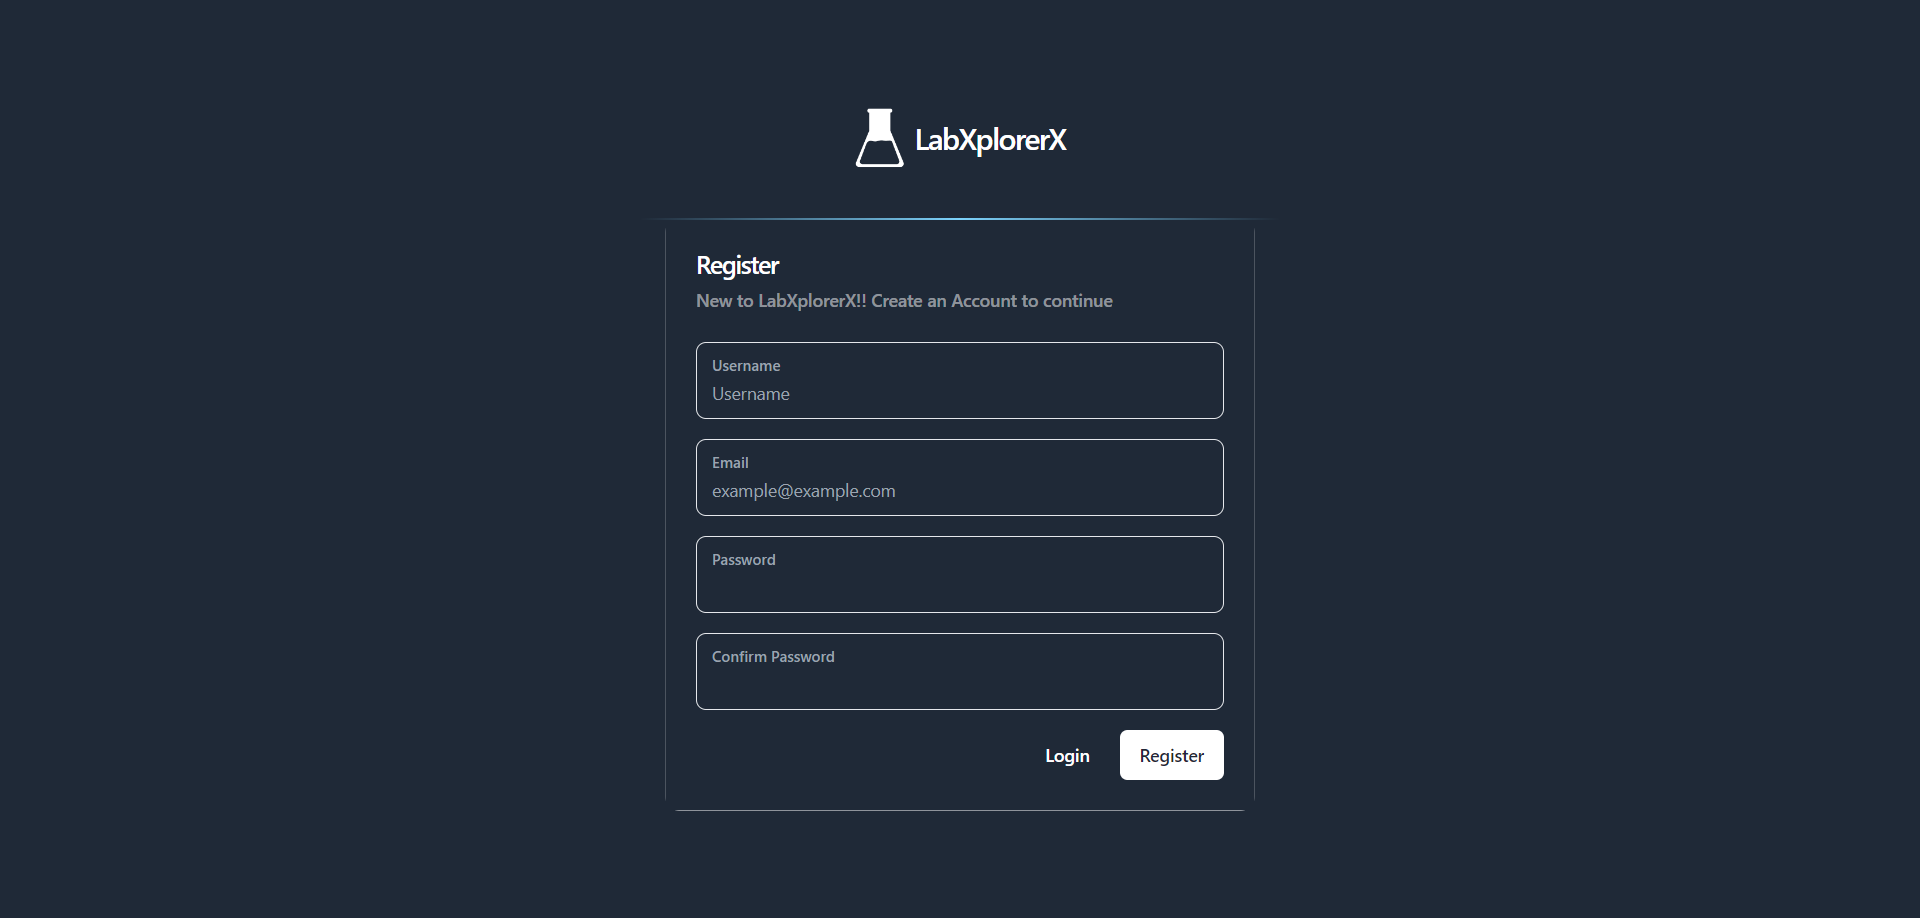 LabXplorerX
Register
New to LabXplorerX!! Create an Account to continue
Username
Username
Email
example@example.com
Password
Confirm Password
Login Register